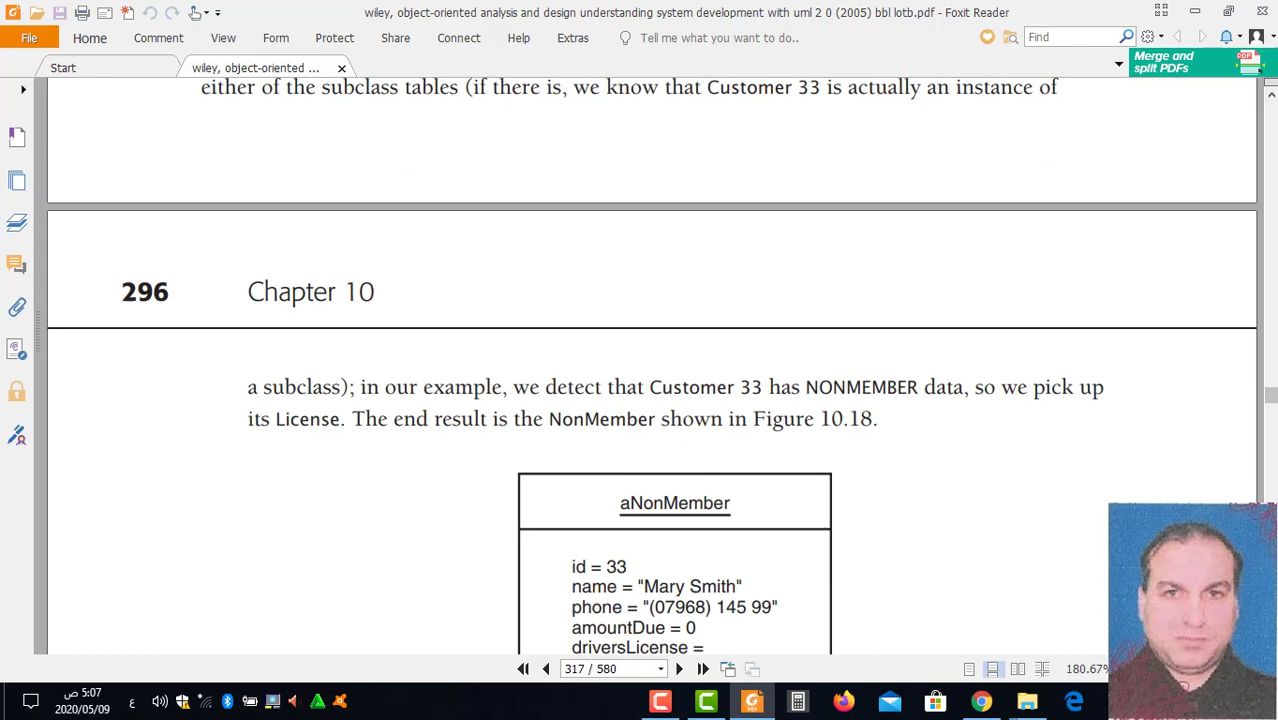 wiley, object-oriented analysis and design understanding system development with uml 2 0 (2005) bbl lotb.pdf - Foxit Reader
File Home Comment View Form Protect Share Connect Help Extras Tell me what you want to do.. Find
Start wiley, object-oriented ... Merge and split PDFs
either of the subclass tables (if there is, we know that Customer 33 is actually an instance of
296 Chapter 10
a subclass); in our example, we detect that Customer 33 has NONMEMBER data, so we pick up
its License. The end result is the NonMember shown in Figure 10.18.
aNonMember
id = 33
name = "Mary Smith"
phone = "(07968) 145 99"
amountDue = 0
driversLicense =
317 / 580 180.67%
5:07 ص
2020/05/09
ع